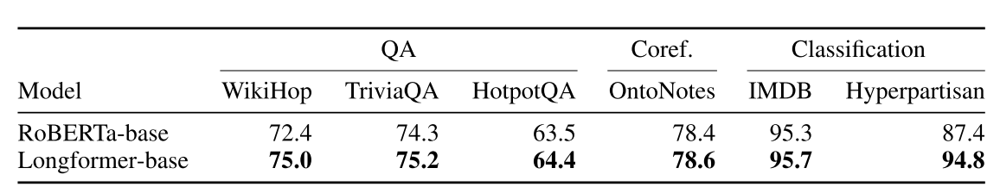 QA Coref. Classification
Model WikiHop TriviaQA HotpotQA OntoNotes IMDB Hyperpartisan
RoBERTa-base 72.4 74.3 63.5 78.4 95.3 87.4
Longformer-base 75.0 75.2 64.4 78.6 95.7 94.8